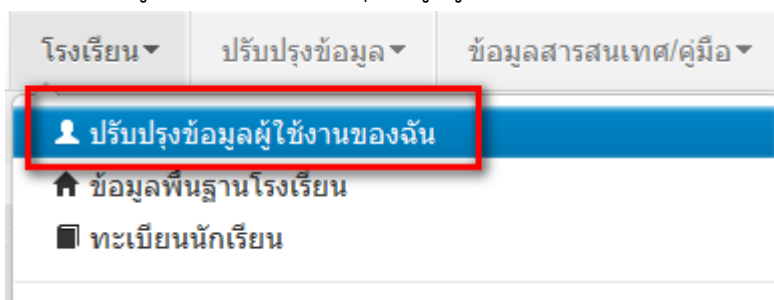 โรงเรียน ปรับปรุงข้อมูล ข้อมูลสารสนเทศ/คู่มือ
ปรับปรุงข้อมูลผู้ใช้งานของฉัน
ข้อมูลพื้นฐานโรงเรียน
ทะเบียนนักเรียน